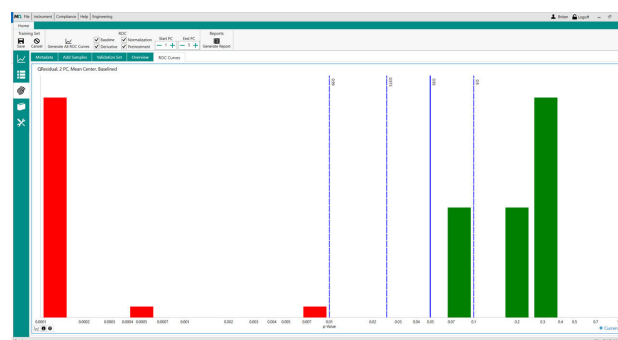 File Instrument Compliance Help Engineering Logoff
Home
Training Set ROC Reports
Save Cancel Generate All ROC Curves Baseline Normalization Start PC End PC Generate Report
Derivative Pretreatment 1 1
Metadata Add Samples Validation Set Overview ROC Curves
QResidual, 2 PC, Mean Center, Baselined
0.0001 0.0002 0.0003 0.0004 0.0005 0.0007 0.001 0.002 0.003 0.004 0.005 0.007 0.01 0.02 0.03 0.04 0.05 0.07 0.1 0.2 0.3 0.4 0.5 0.7
p-Value